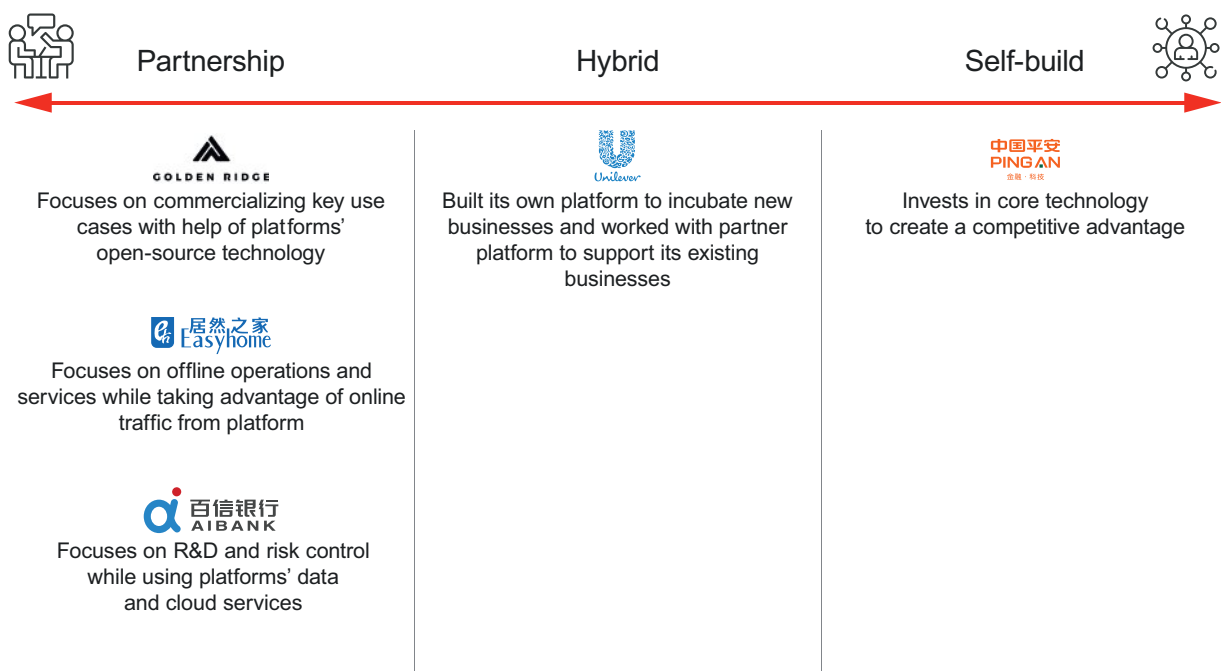 Partnership
Hybrid
Self-build
GOLDEN RIDGE
Focuses on commercializing key use
cases with help of platforms’
open-source technology
居然之家
Easyhome
Focuses on offline operations and
services while taking advantage of online
traffic from platform
百信银行
AIBANK
Focuses on R&D and risk control
while using platforms’ data
and cloud services
Unilever
Built its own platform to incubate new
businesses and worked with partner
platform to support its existing
businesses
中国平安
PING AN
金融·科技
Invests in core technology
to create a competitive advantage